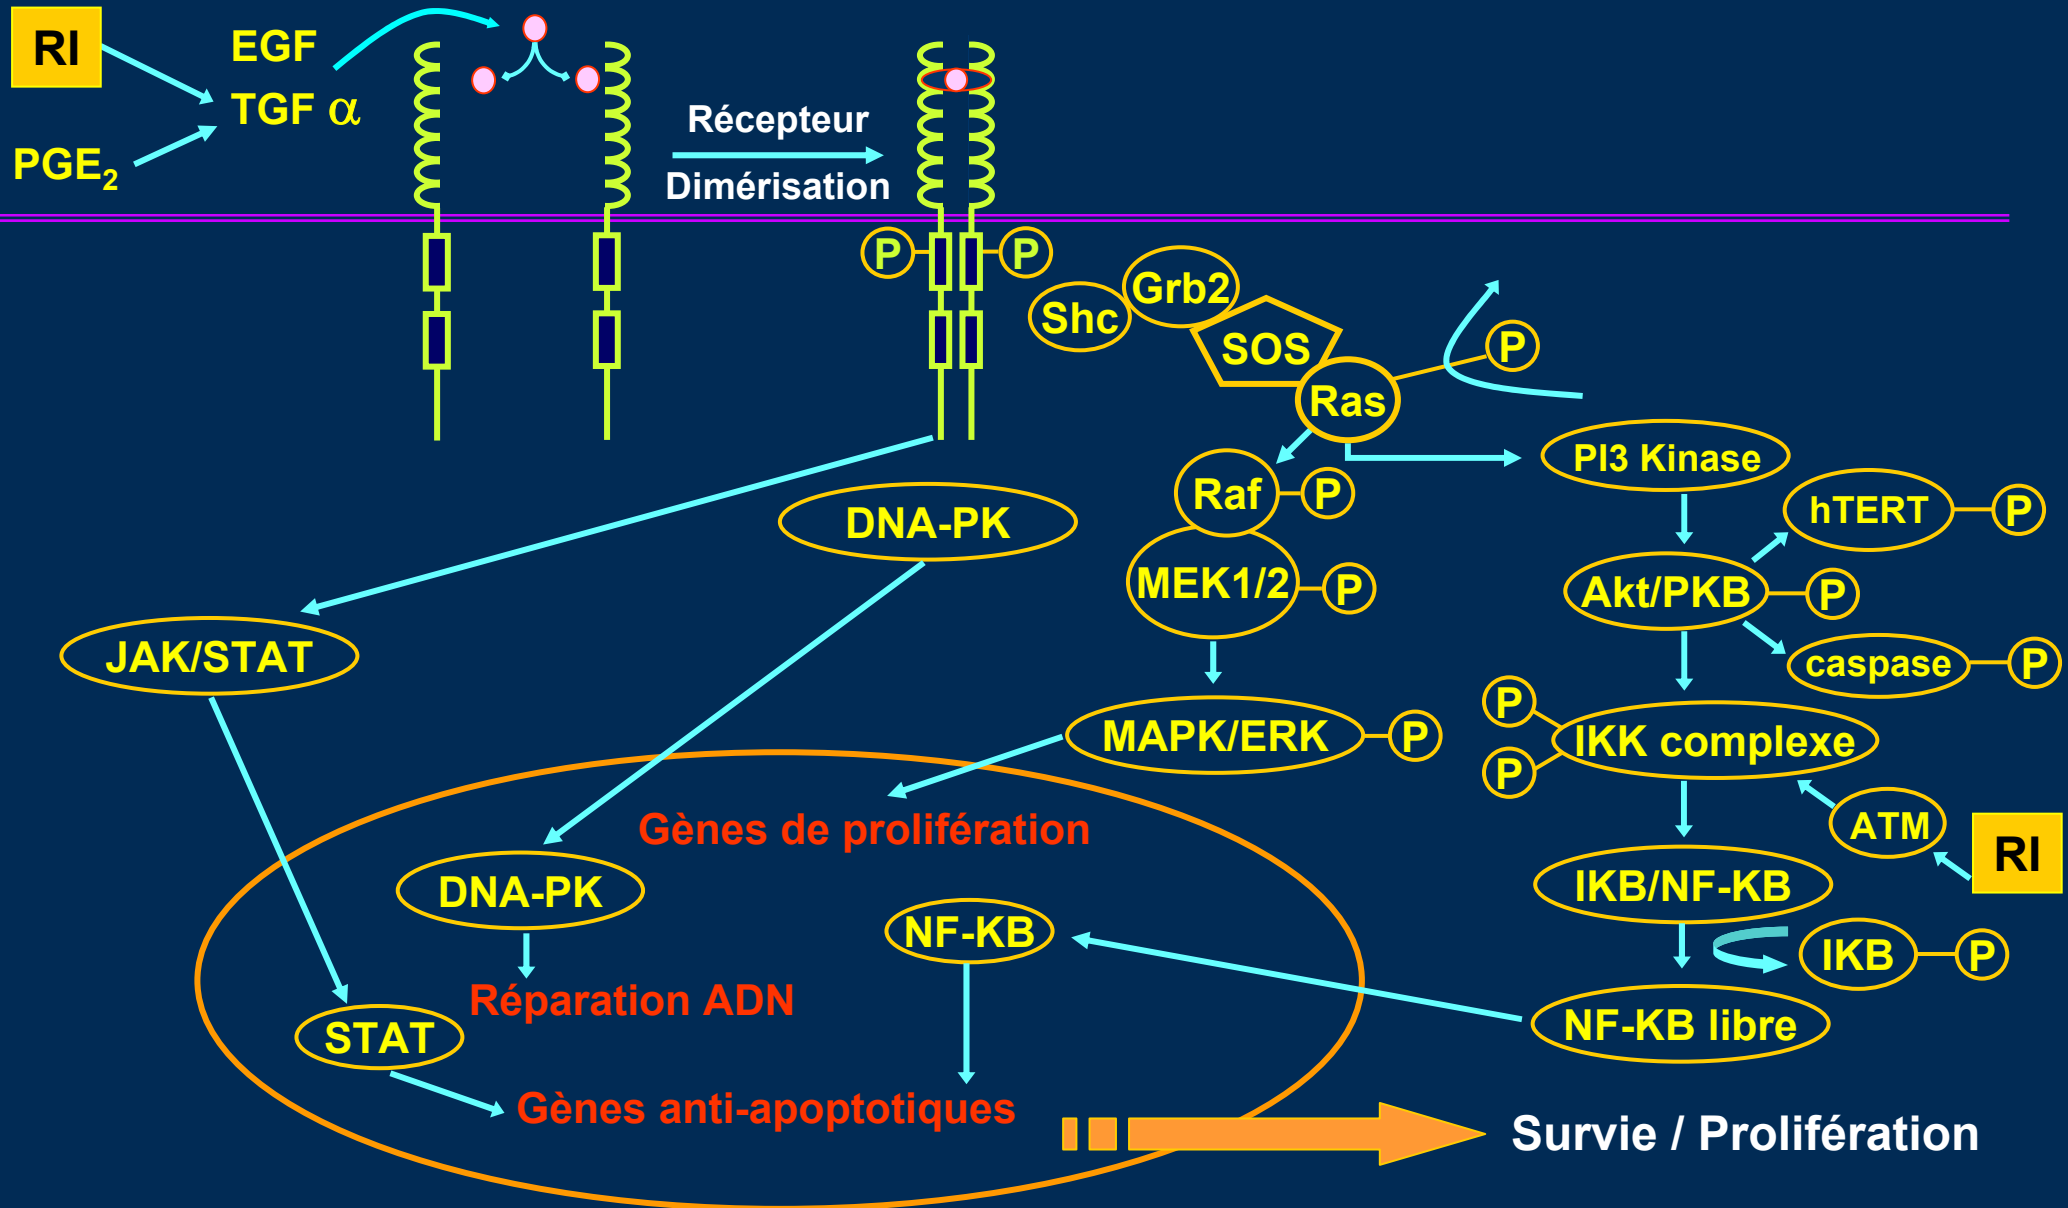 RI
EGF
TGF α
PGE₂
Récepteur
Dimérisation
P
P
Grb2
Shc
SOS
P
Ras
PI3 Kinase
Raf
P
hTERT
P
DNA-PK
MEK1/2
P
Akt/PKB
P
JAK/STAT
caspase
P
P
MAPK/ERK
P
IKK complexe
P
Gènes de prolifération
ATM
RI
DNA-PK
IKB/NF-KB
NF-KB
IKB
P
Réparation ADN
STAT
NF-KB libre
Gènes anti-apoptotiques
Survie / Prolifération